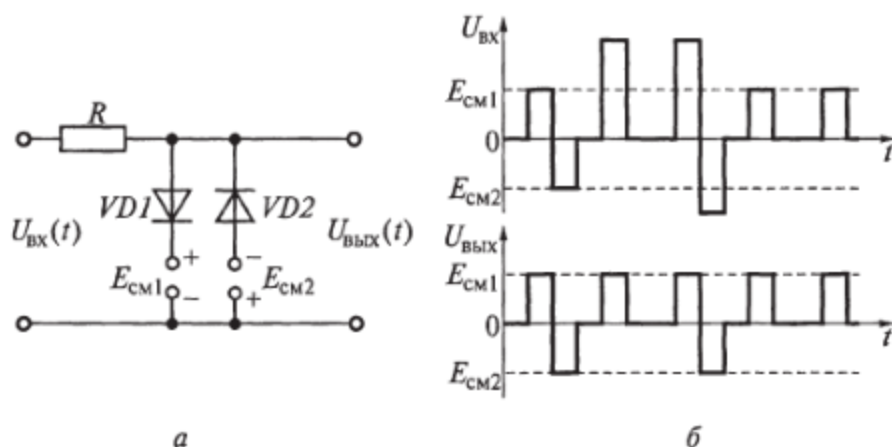 R
VD1
VD2
U_вх(t)
U_вых(t)
+
−
E_см1
E_см2
−
+
а
U_вх
E_см1
0
t
E_см2
U_вых
E_см1
0
t
E_см2
б